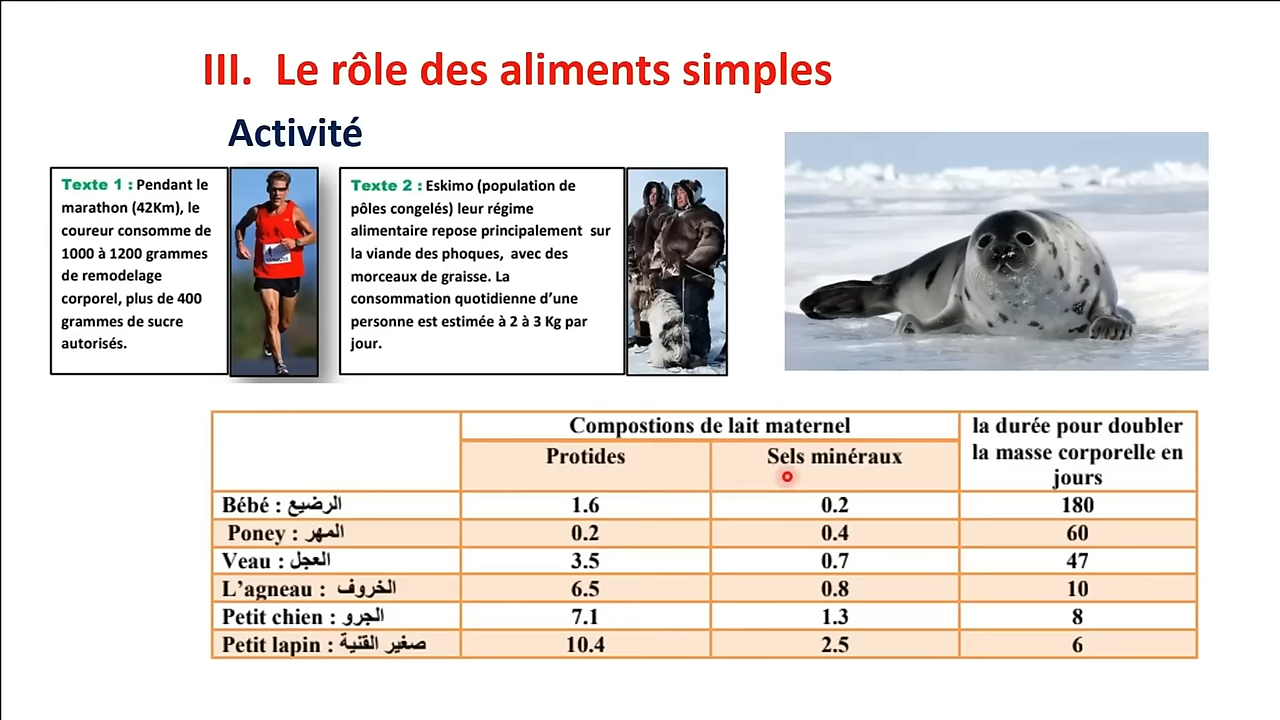 III. Le rôle des aliments simples
Activité
Texte 1 : Pendant le
marathon (42Km), le
coureur consomme de
1000 à 1200 grammes
de remodelage
corporel, plus de 400
grammes de sucre
autorisés.
Texte 2 : Eskimo (population de
pôles congelés) leur régime
alimentaire repose principalement sur
la viande des phoques, avec des
morceaux de graisse. La
consommation quotidienne d’une
personne est estimée à 2 à 3 Kg par
jour.
Compostions de lait maternel
la durée pour doubler
la masse corporelle en
jours
Protides Sels minéraux
Bébé : الرضيع 1.6 0.2 180
Poney : المهر 0.2 0.4 60
Veau : العجل 3.5 0.7 47
L’agneau : الخروف 6.5 0.8 10
Petit chien : الجرو 7.1 1.3 8
Petit lapin : صغير القنية 10.4 2.5 6